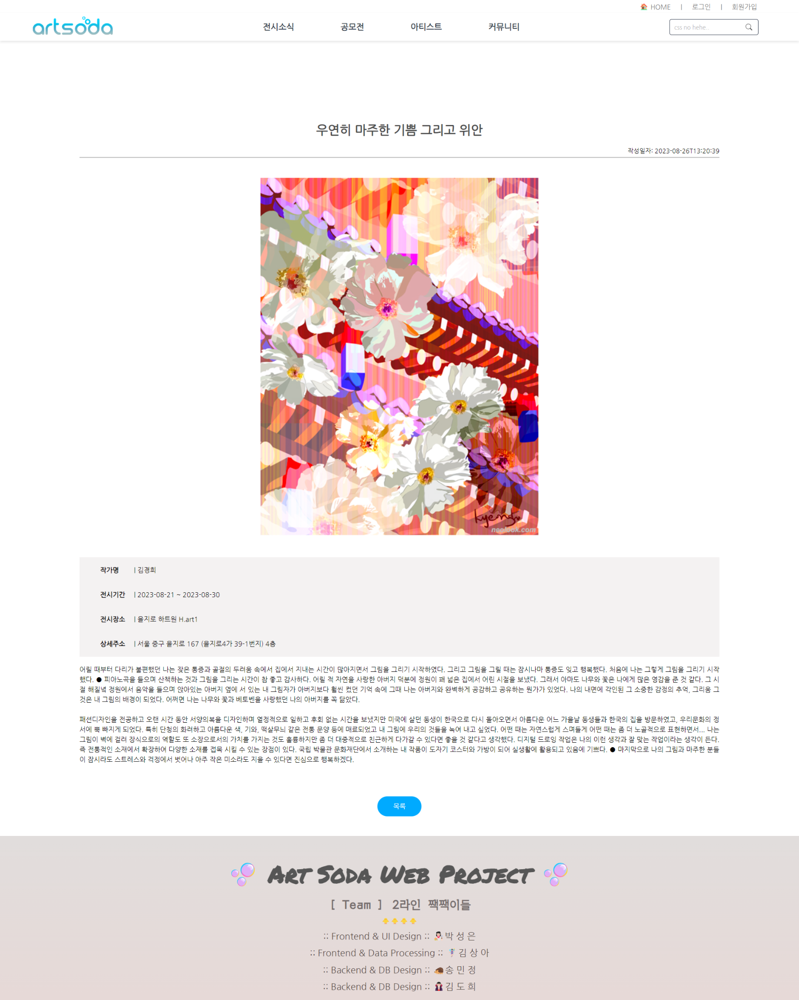 HOME | 로그인 | 회원가입
artsoda
전시소식 공모전 아티스트 커뮤니티
css no hehe..
우연히 마주한 기쁨 그리고 위안
작성일자: 2023-08-26T13:20:39
neolook.com
작가명 | 김경희
전시기간 | 2023-08-21 ~ 2023-08-30
전시장소 | 을지로 하트원 H.art1
상세주소 | 서울 중구 을지로 167 (을지로4가 39-1번지) 4층
어릴 때부터 다리가 불편했던 나는 잦은 통증과 골절의 두려움 속에서 집에서 지내는 시간이 많아지면서 그림을 그리기 시작하였다. 그리고 그림을 그릴 때는 잠시나마 통증도 잊고 행복했다. 처음에 나는 그렇게 그림을 그리기 시작
했다. ● 피아노곡을 들으며 산책하는 것과 그림을 그리는 시간이 참 좋고 감사하다. 어릴 적 자연을 사랑한 아버지 덕분에 정원이 꽤 넓은 집에서 어린 시절을 보냈다. 그래서 아마도 나무와 꽃은 나에게 많은 영감을 준 것 같다. 그 시
절 해질녘 정원에서 음악을 들으며 앉아있는 아버지 옆에 서 있는 내 그림자가 아버지보다 훨씬 컸던 기억 속에 그때 나는 아버지와 완벽하게 공감하고 공유하는 뭔가가 있었다. 나의 내면에 각인된 그 소중한 감정의 추억, 그리움 그
것은 내 그림의 배경이 되었다. 어쩌면 나는 나무와 꽃과 베토벤을 사랑했던 나의 아버지를 꼭 닮았다.
패션디자인을 전공하고 오랜 시간 동안 서양의복을 디자인하며 열정적으로 일하고 후회 없는 시간을 보냈지만 미국에 살던 동생이 한국으로 다시 돌아오면서 아름다운 어느 가을날 동생들과 한국의 집을 방문하였고, 우리문화의 정
서에 푹 빠지게 되었다. 특히 단청의 화려하고 아름다운 색, 기와, 떡살무늬 같은 전통 문양 등에 매료되었고 내 그림에 우리의 것들을 녹여 내고 싶었다. 어떤 때는 자연스럽게 스며들게 어떤 때는 좀 더 노골적으로 표현하면서... 나는
그림이 벽에 걸려 장식으로의 역할도 또 소장으로서의 가치를 가지는 것도 훌륭하지만 좀 더 대중적으로 친근하게 다가갈 수 있다면 좋을 것 같다고 생각했다. 디지털 드로잉 작업은 나의 이런 생각과 잘 맞는 작업이라는 생각이 든다.
즉 전통적인 소재에서 확장하여 다양한 소재를 접목 시킬 수 있는 장점이 있다. 국립 박물관 문화재단에서 소개하는 내 작품이 도자기 코스터와 가방이 되어 실생활에 활용되고 있음에 기쁘다. ● 마지막으로 나의 그림과 마주한 분들
이 잠시라도 스트레스와 걱정에서 벗어나 아주 작은 미소라도 지을 수 있다면 진심으로 행복하겠다.
목록
Art Soda Web Project
[ Team ] 2라인 짹짹이들
:: Frontend & UI Design :: 박 성 은
:: Frontend & Data Processing :: 김 상 아
:: Backend & DB Design :: 송 민 정
:: Backend & DB Design :: 김 도 희